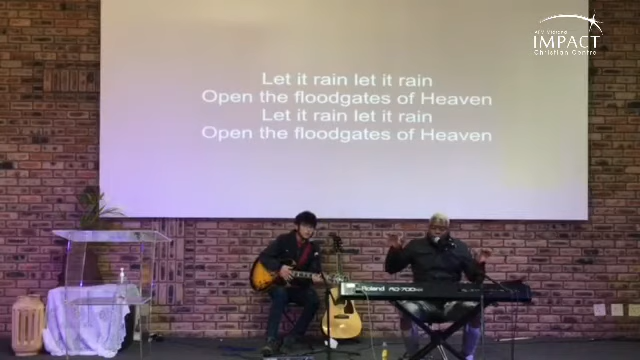 Let it rain let it rain
Open the floodgates of Heaven
Let it rain let it rain
Open the floodgates of Heaven
IMPACT
Christian Centre
Roland